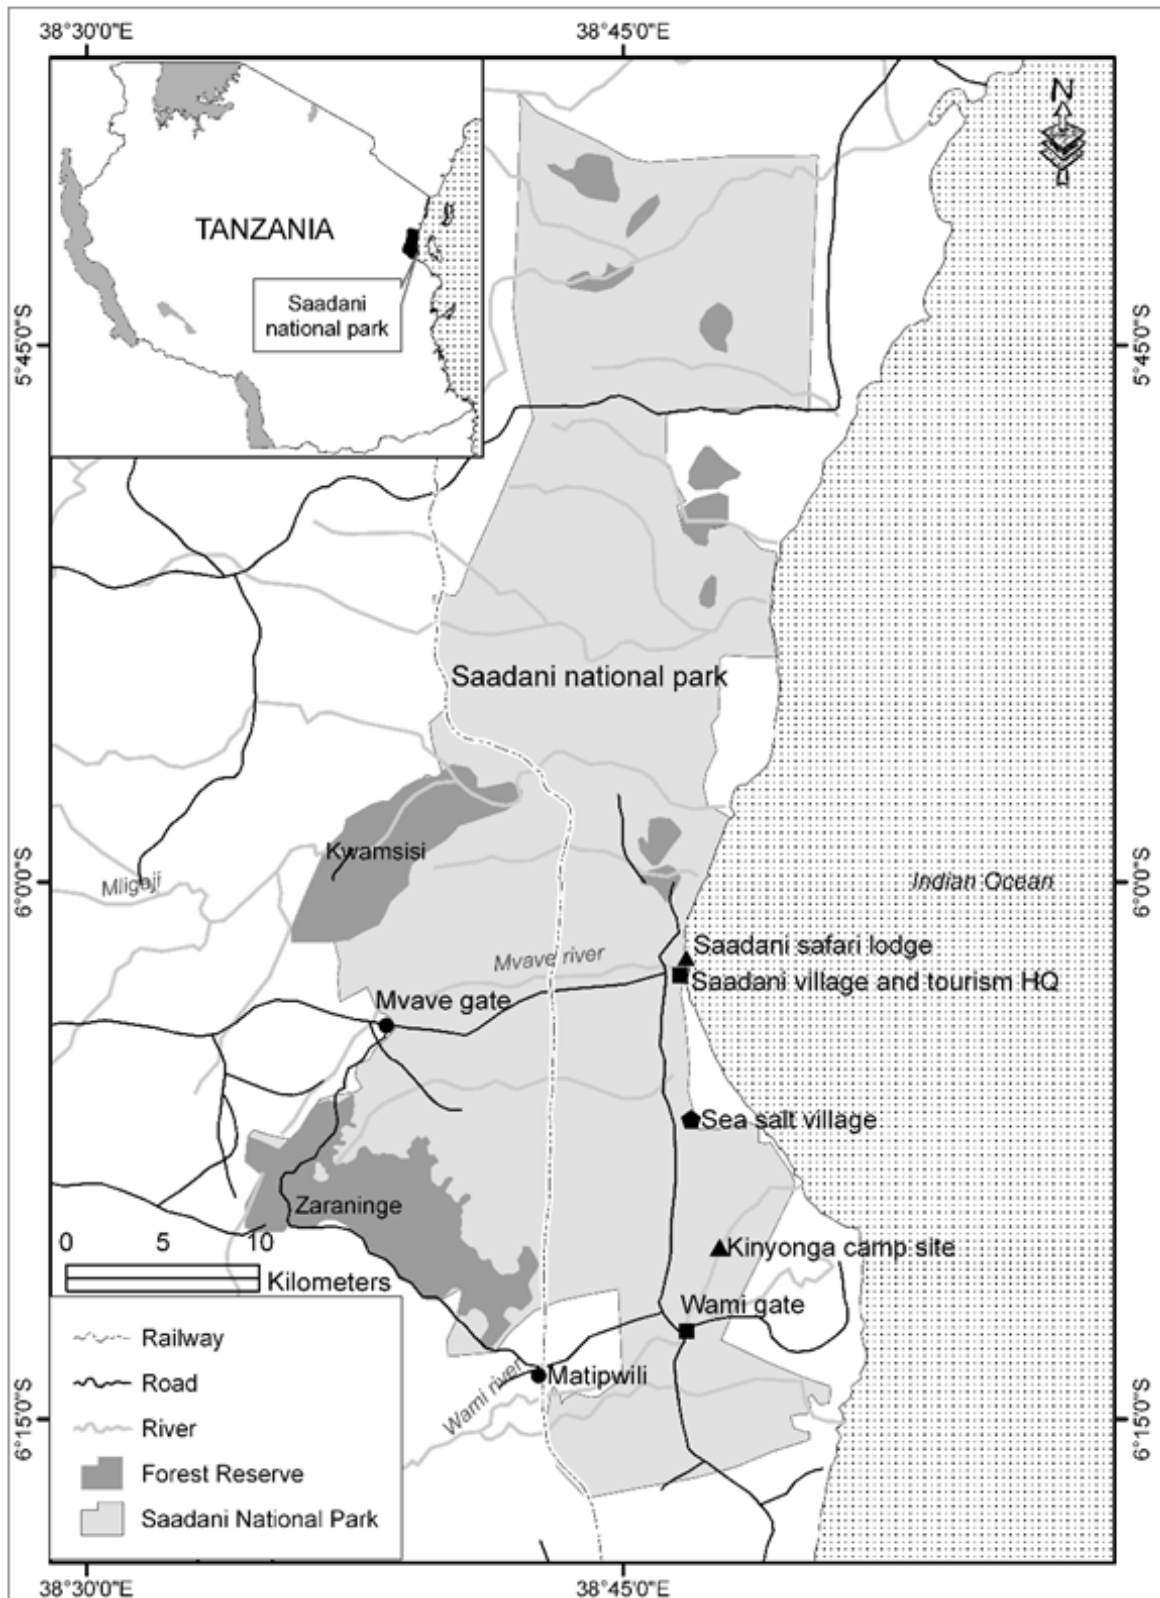 38°30'0"E
38°45'0"E
N
TANZANIA
Saadani
national park
5°45'0"S
5°45'0"S
Saadani national park
Kwamsisi
Mligaji
6°0'0"S
6°0'0"S
Indian Ocean
Saadani safari lodge
Mvave river
Saadani village and tourism HQ
Mvave gate
Sea salt village
Zaraninge
0 5 10
Kilometers
Kinyonga camp site
Wami gate
Matipwili
Wami river
6°15'0"S
6°15'0"S
Railway
Road
River
Forest Reserve
Saadani National Park
38°30'0"E
38°45'0"E